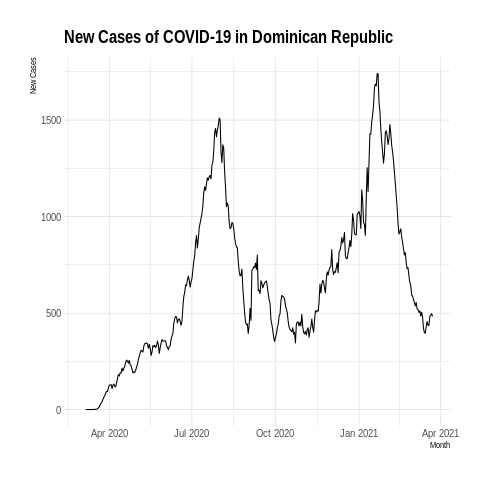 New Cases of COVID-19 in Dominican Republic
New Cases
1500
1000
500
0
Apr 2020 Jul 2020 Oct 2020 Jan 2021 Apr 2021
Month